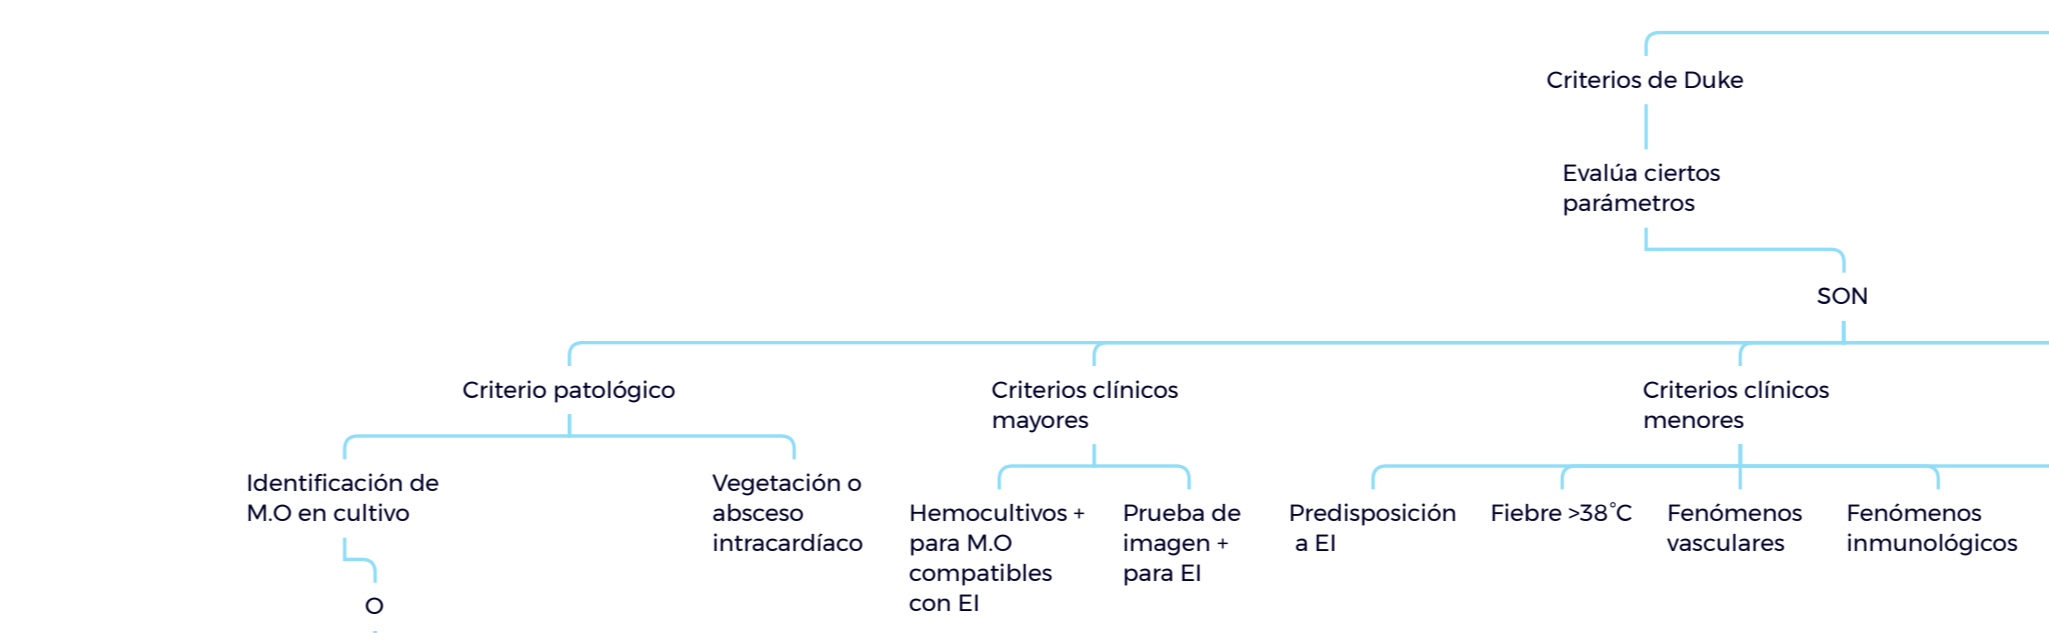 Criterios de Duke
Evalúa ciertos
parámetros
SON
Criterio patológico
Criterios clínicos
mayores
Criterios clínicos
menores
Identificación de
M.O en cultivo
O
Vegetación o
absceso
intracardíaco
Hemocultivos +
para M.O
compatibles
con EI
Prueba de
imagen +
para EI
Predisposición
a EI
Fiebre >38°C
Fenómenos
vasculares
Fenómenos
inmunológicos